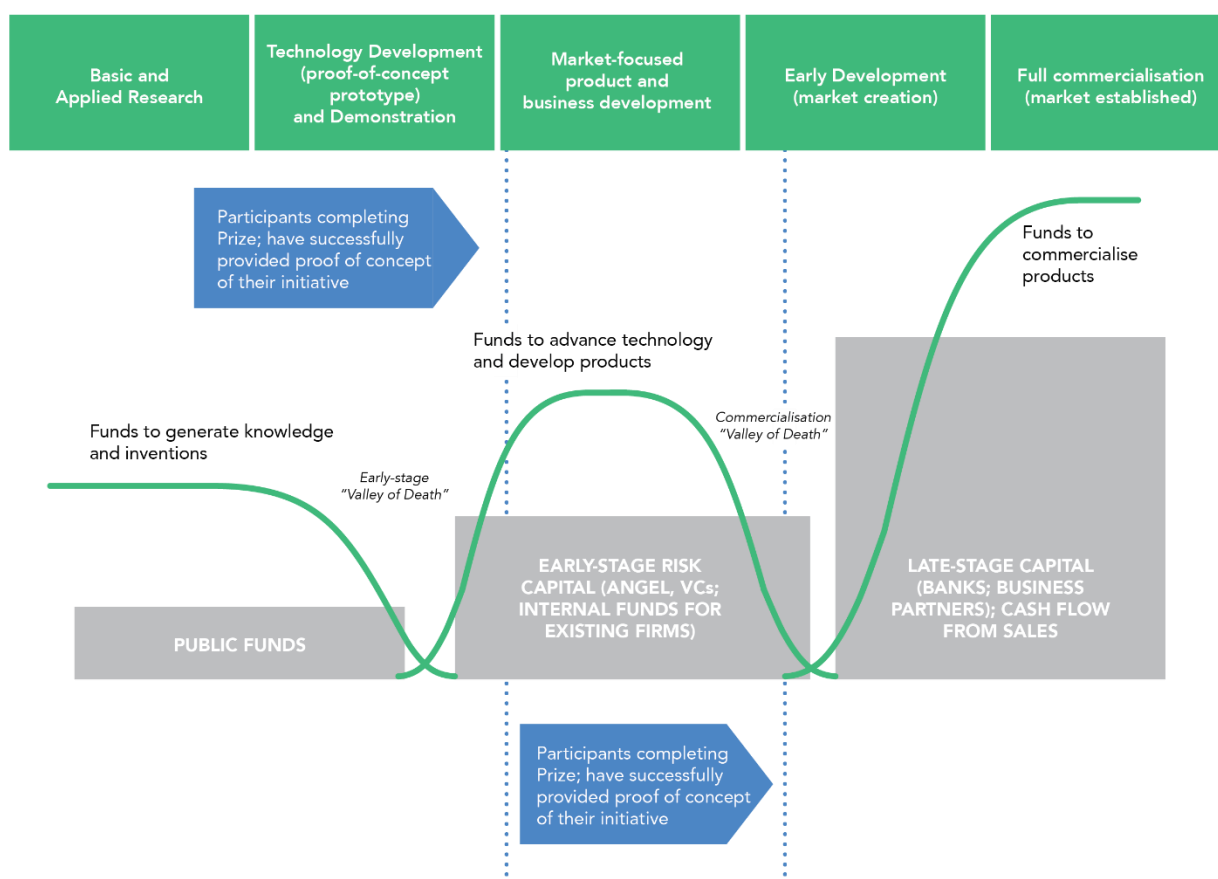 Basic and
Applied Research
Technology Development
(proof-of-concept
prototype)
and Demonstration
Market-focused
product and
business development
Early Development
(market creation)
Full commercialisation
(market established)
Participants completing
Prize; have successfully
provided proof of concept
of their initiative
Funds to
commercialise
products
Funds to advance technology
and develop products
Commercialisation
“Valley of Death”
Funds to generate knowledge
and inventions
Early-stage
“Valley of Death”
PUBLIC FUNDS
EARLY-STAGE RISK
CAPITAL (ANGEL, VCs;
INTERNAL FUNDS FOR
EXISTING FIRMS)
LATE-STAGE CAPITAL
(BANKS; BUSINESS
PARTNERS); CASH FLOW
FROM SALES
Participants completing
Prize; have successfully
provided proof of concept
of their initiative